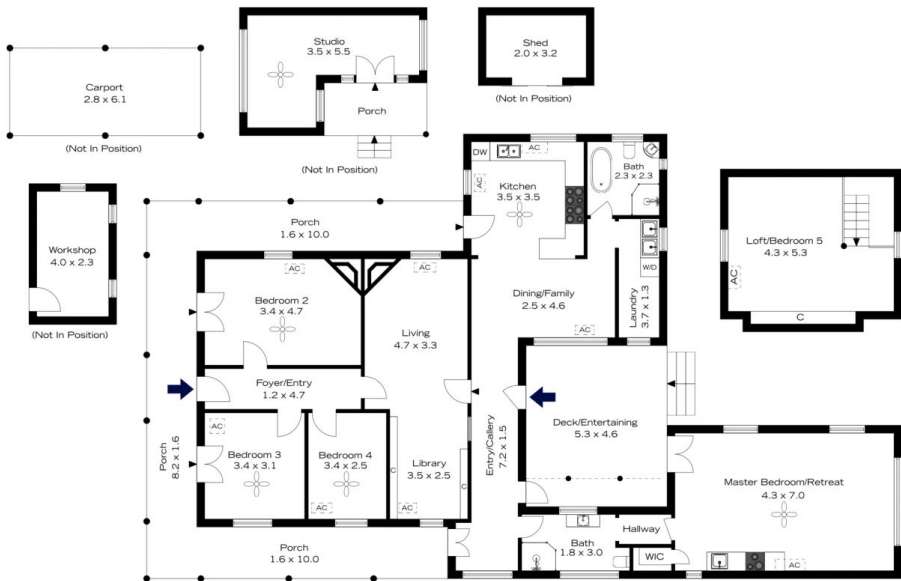 Carport
2.8 x 6.1
(Not In Position)
Studio
3.5 x 5.5
Porch
(Not In Position)
Shed
2.0 x 3.2
(Not In Position)
DW
AC
AC
Kitchen
3.5 x 3.5
Bath
2.3 x 2.3
Workshop
4.0 x 2.3
(Not In Position)
Porch
1.6 x 10.0
Loft/Bedroom 5
4.3 x 5.3
AC
C
AC
Bedroom 2
3.4 x 4.7
AC
Living
4.7 x 3.3
Dining/Family
2.5 x 4.6
AC
W/D
Laundry
3.7 x 1.3
Foyer/Entry
1.2 x 4.7
Porch
8.2 x 1.6
AC
Bedroom 3
3.4 x 3.1
Bedroom 4
3.4 x 2.5
AC
C
Library
3.5 x 2.5
C
AC
Entry/Gallery
7.2 x 1.5
Deck/Entertaining
5.3 x 4.6
Master Bedroom/Retreat
4.3 x 7.0
AC
Hallway
WIC
Bath
1.8 x 3.0
Porch
1.6 x 10.0